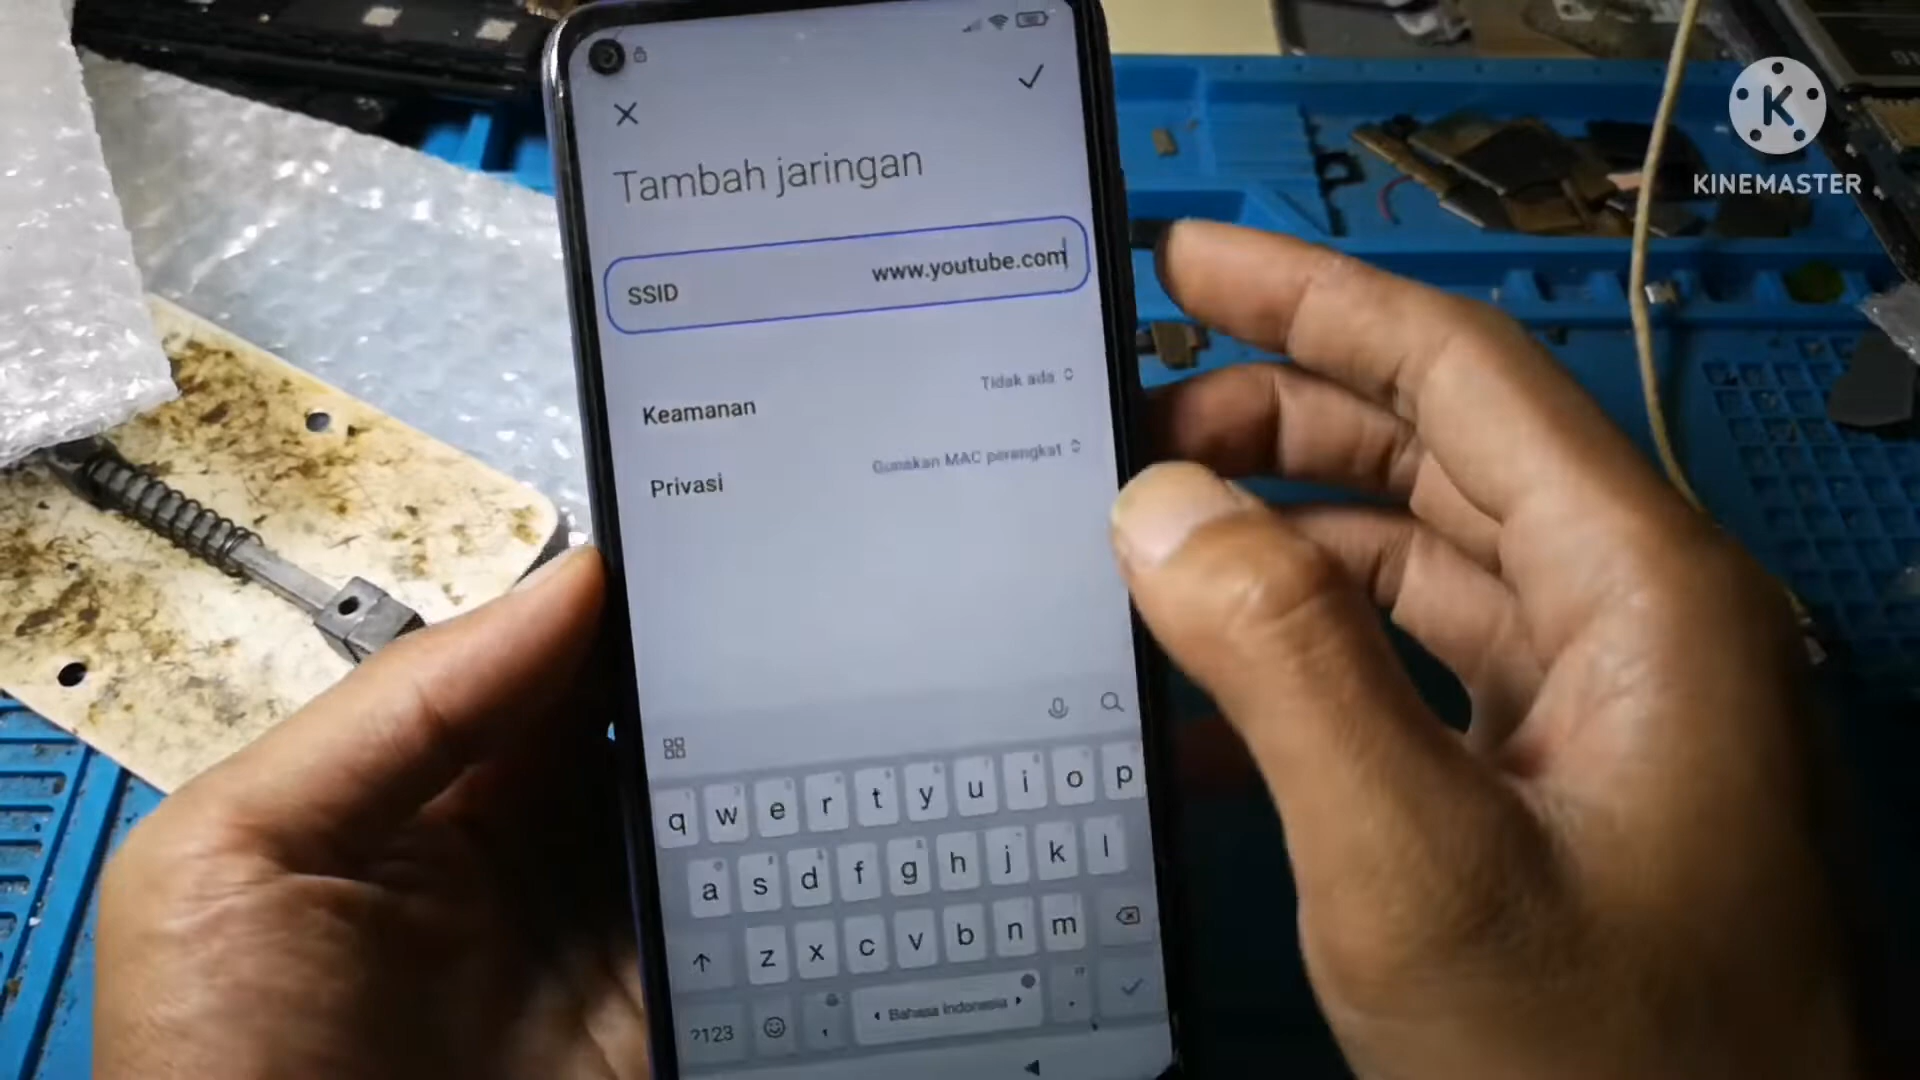 Tambah jaringan
SSID www.youtube.com
Keamanan Tidak ada
Privasi Gunakan MAC perangkat
q w e r t y u i o p
a s d f g h j k l
z x c v b n m
?123 , Bahasa Indonesia .
K
KINEMASTER